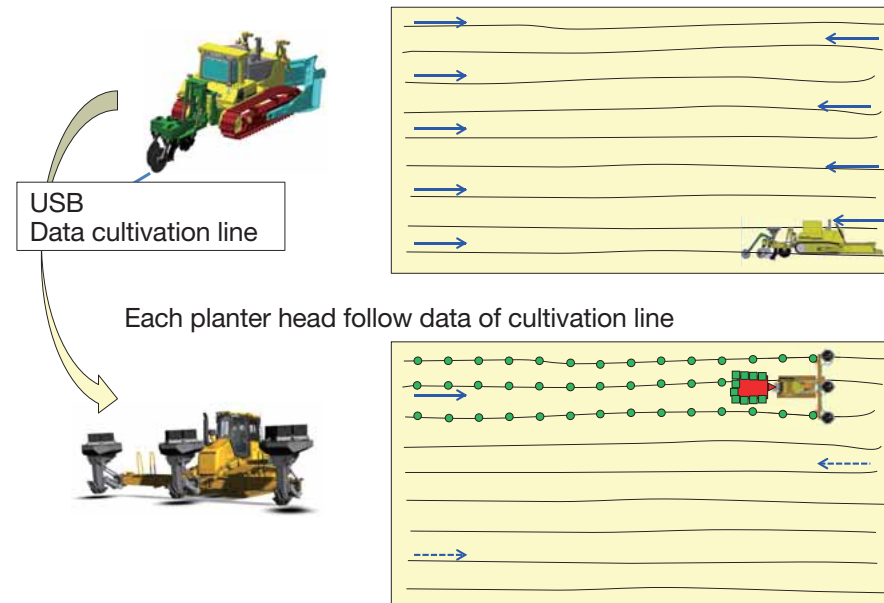 USB
Data cultivation line
Each planter head follow data of cultivation line